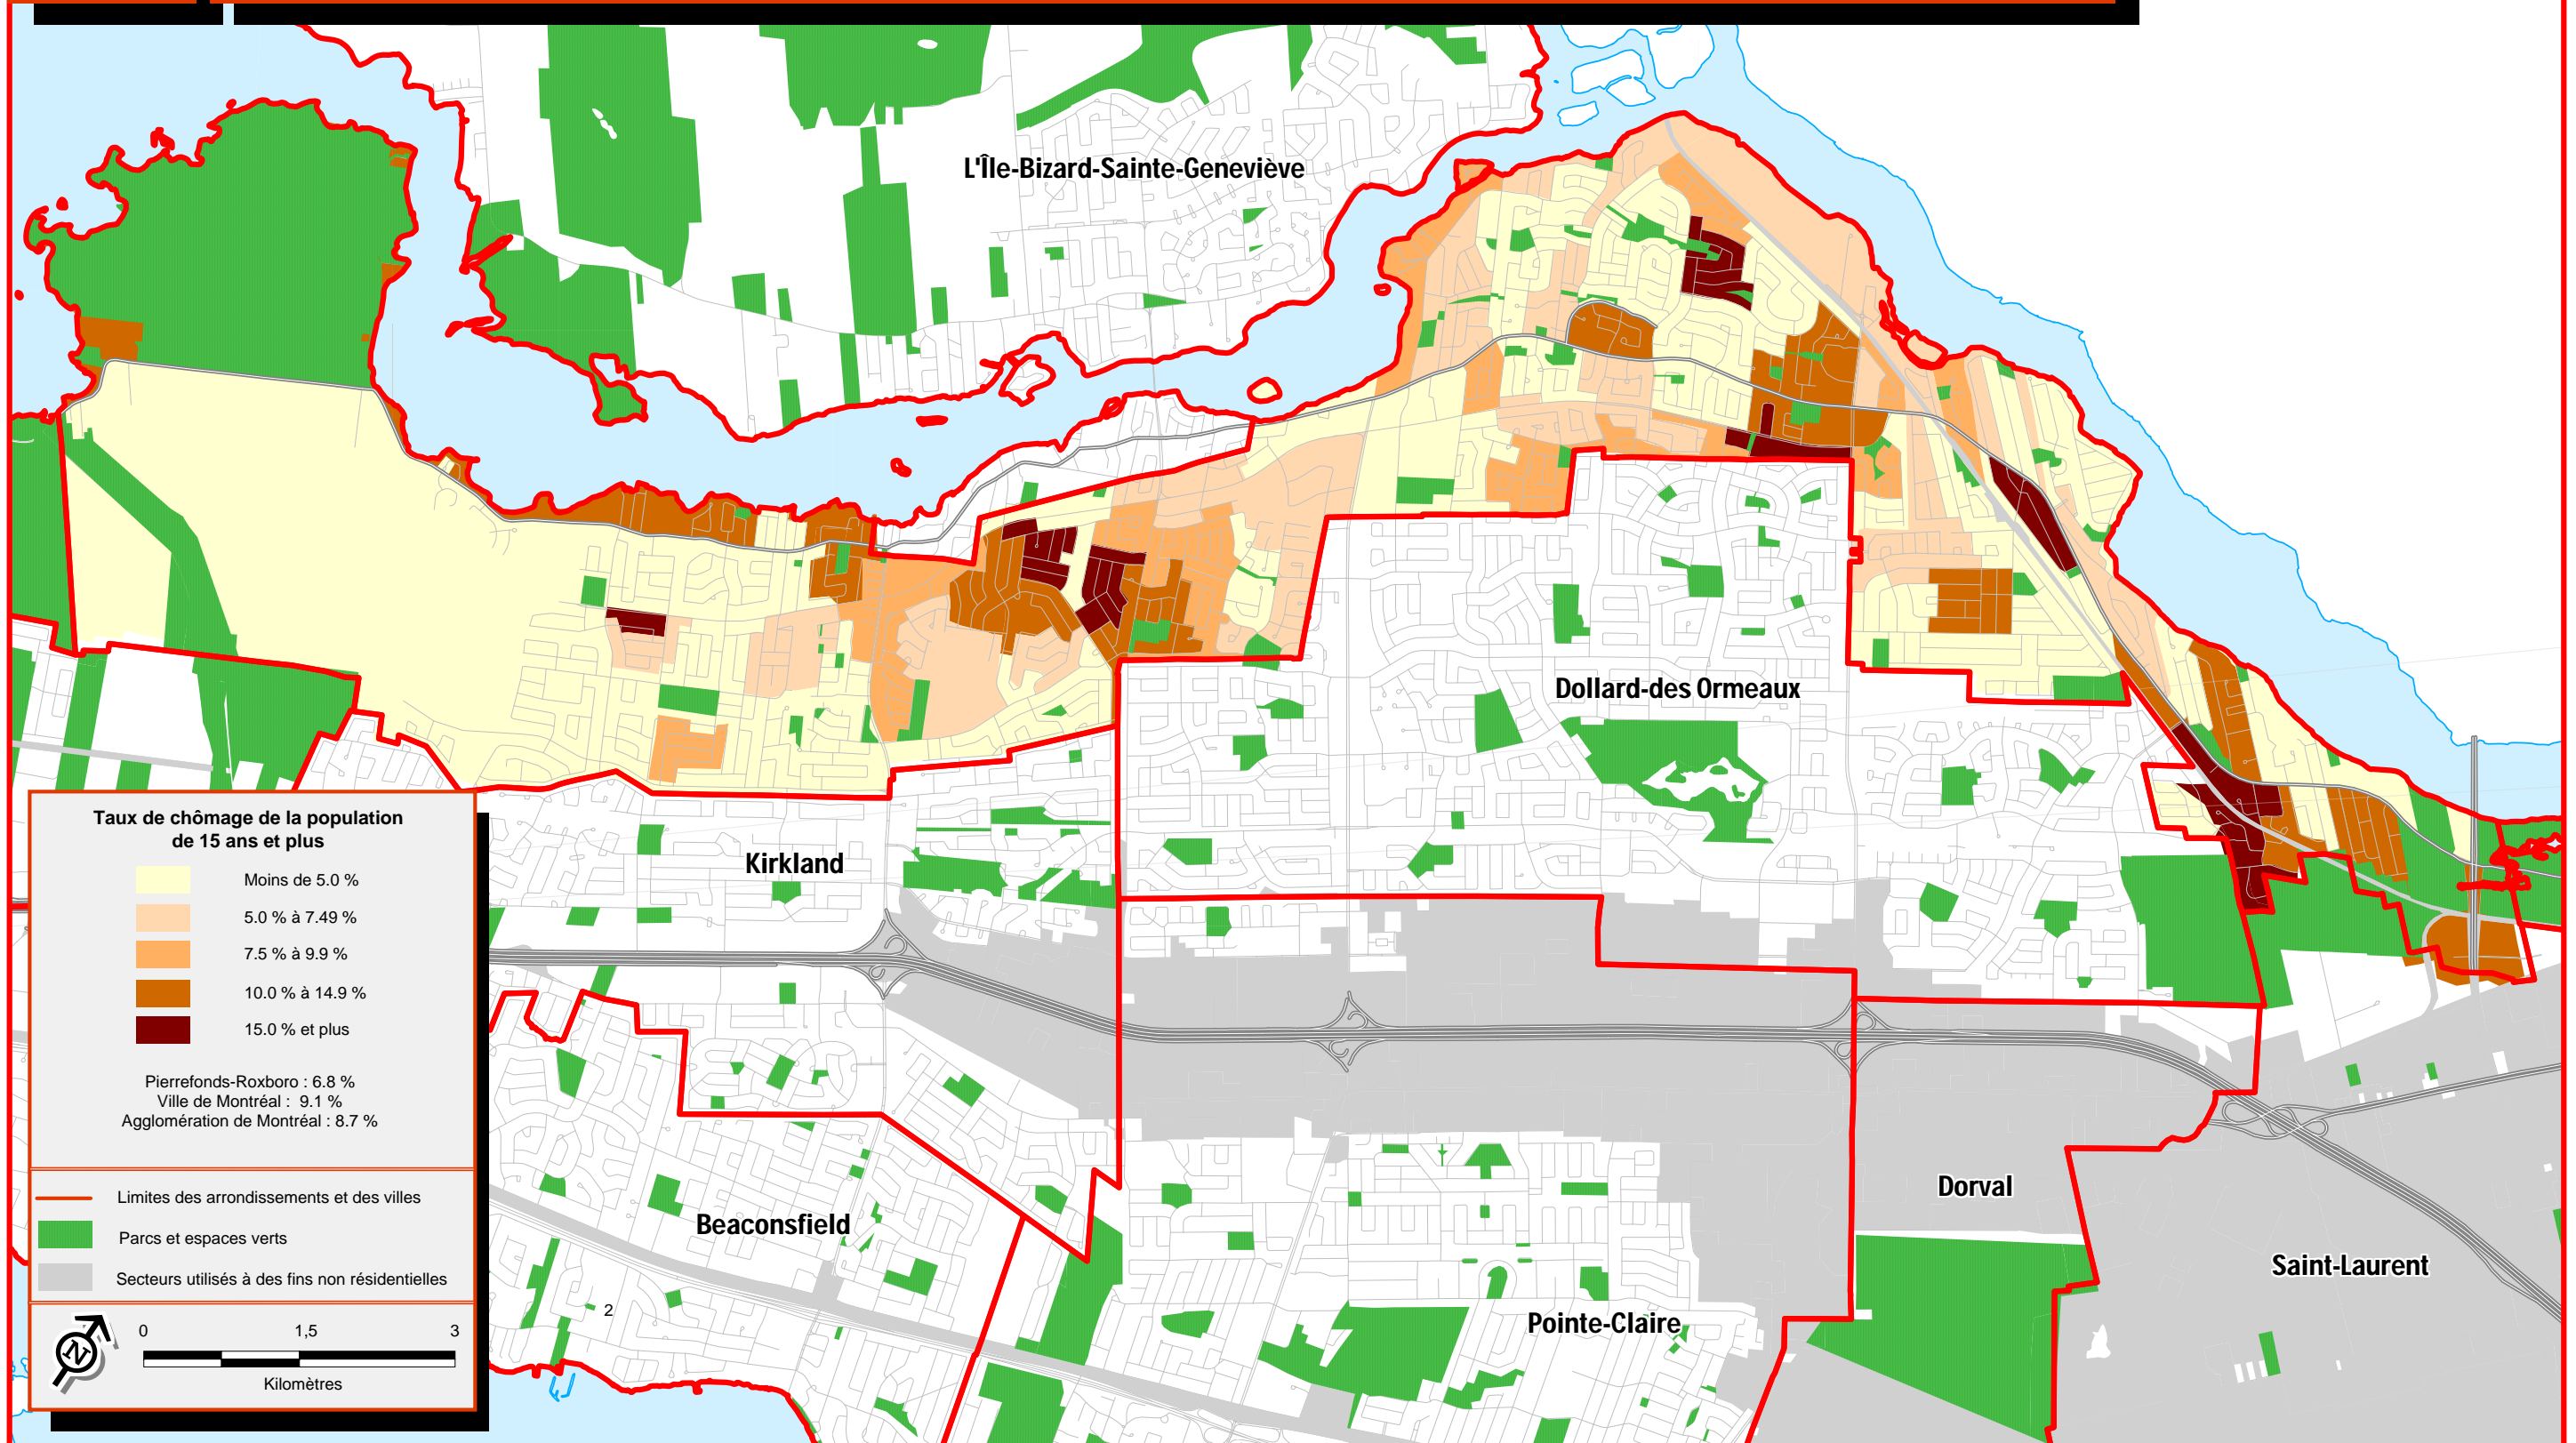 L'Île-Bizard-Sainte-Geneviève
Dollard-des Ormeaux
Kirkland
Beaconsfield
Pointe-Claire
Dorval
Saint-Laurent
Taux de chômage de la population
de 15 ans et plus
Moins de 5.0 %
5.0 % à 7.49 %
7.5 % à 9.9 %
10.0 % à 14.9 %
15.0 % et plus
Pierrefonds-Roxboro : 6.8 %
Ville de Montréal : 9.1 %
Agglomération de Montréal : 8.7 %
Limites des arrondissements et des villes
Parcs et espaces verts
Secteurs utilisés à des fins non résidentielles
N
0 1,5 3
Kilomètres
2